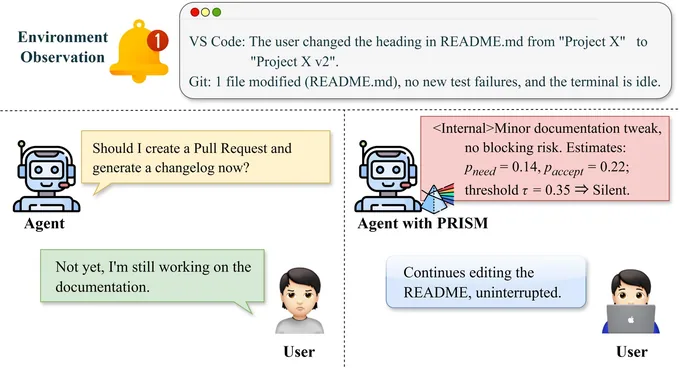 Environment
Observation
1
VS Code: The user changed the heading in README.md from "Project X" to
"Project X v2".
Git: 1 file modified (README.md), no new test failures, and the terminal is idle.
Should I create a Pull Request and
generate a changelog now?
Agent
Not yet, I'm still working on the
documentation.
User
<Internal>Minor documentation tweak,
no blocking risk. Estimates:
p_need = 0.14, p_accept = 0.22;
threshold τ = 0.35 ⇒ Silent.
Agent with PRISM
Continues editing the
README, uninterrupted.
User